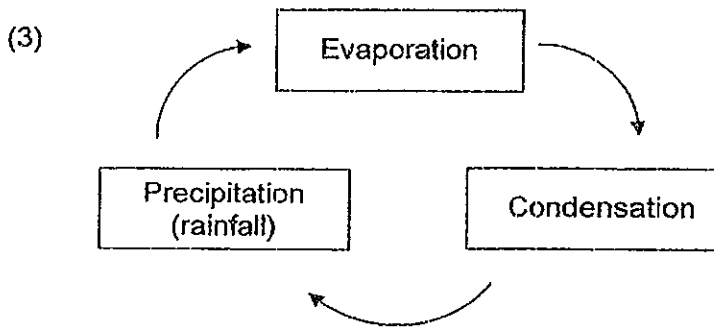 (3)
Evaporation
Precipitation
(rainfall)
Condensation